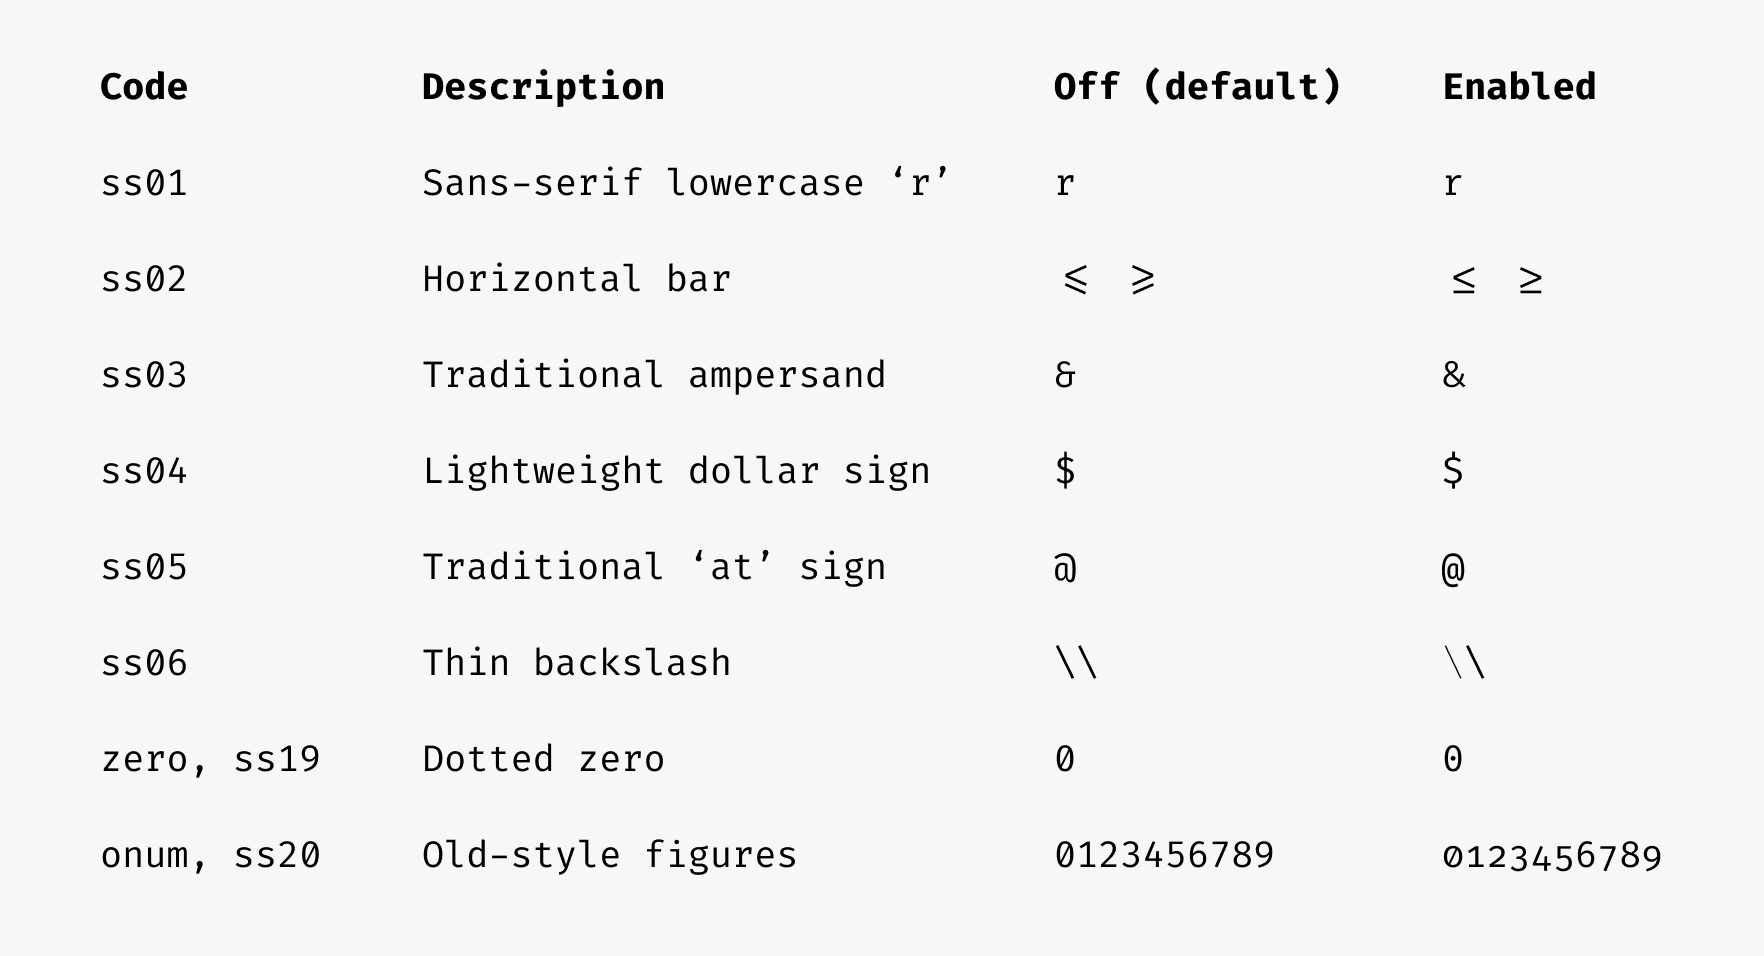 Code Description Off (default) Enabled
ss01 Sans-serif lowercase ‘r’ r r
ss02 Horizontal bar ⩽ ⩾ ≤ ≥
ss03 Traditional ampersand & &
ss04 Lightweight dollar sign $ $
ss05 Traditional ‘at’ sign @ @
ss06 Thin backslash \\ \\
zero, ss19 Dotted zero 0 0
onum, ss20 Old-style figures 0123456789 0123456789